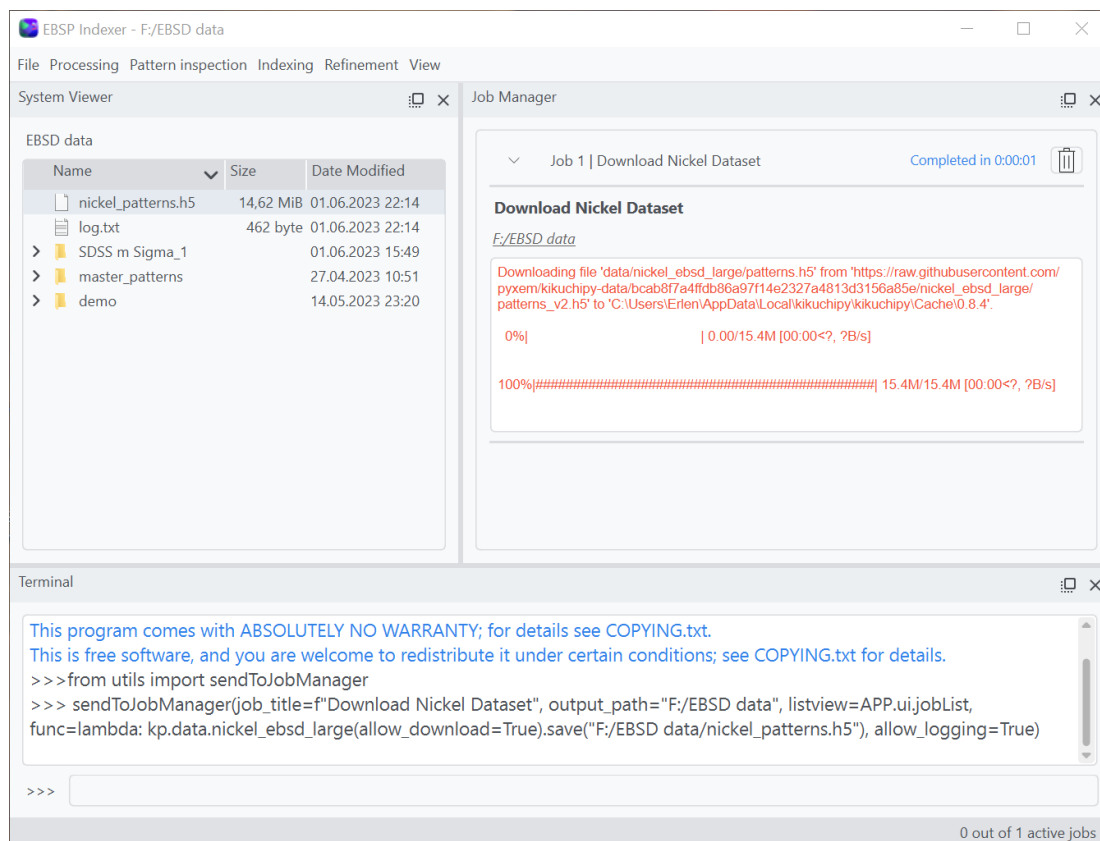 EBSP Indexer - F:/EBSD data
File Processing Pattern inspection Indexing Refinement View
System Viewer
EBSD data
Name Size Date Modified
nickel_patterns.h5 14,62 MiB 01.06.2023 22:14
log.txt 462 byte 01.06.2023 22:14
SDSS m Sigma_1 01.06.2023 15:49
master_patterns 27.04.2023 10:51
demo 14.05.2023 23:20
Job Manager
Job 1 | Download Nickel Dataset Completed in 0:00:01
Download Nickel Dataset
F:/EBSD data
Downloading file 'data/nickel_ebsd_large/patterns.h5' from 'https://raw.githubusercontent.com/
pyxem/kikuchipy-data/bcab8f7a4ffdb86a97f14e2327a4813d3156a85e/nickel_ebsd_large/
patterns_v2.h5' to 'C:\Users\Erlen\AppData\Local\kikuchipy\kikuchipy\Cache\0.8.4'.
0%| | 0.00/15.4M [00:00<?, ?B/s]
100%|#############################################| 15.4M/15.4M [00:00<?, ?B/s]
Terminal
This program comes with ABSOLUTELY NO WARRANTY; for details see COPYING.txt.
This is free software, and you are welcome to redistribute it under certain conditions; see COPYING.txt for details.
>>>from utils import sendToJobManager
>>> sendToJobManager(job_title=f"Download Nickel Dataset", output_path="F:/EBSD data", listview=APP.ui.jobList,
func=lambda: kp.data.nickel_ebsd_large(allow_download=True).save("F:/EBSD data/nickel_patterns.h5"), allow_logging=True)
>>>
0 out of 1 active jobs